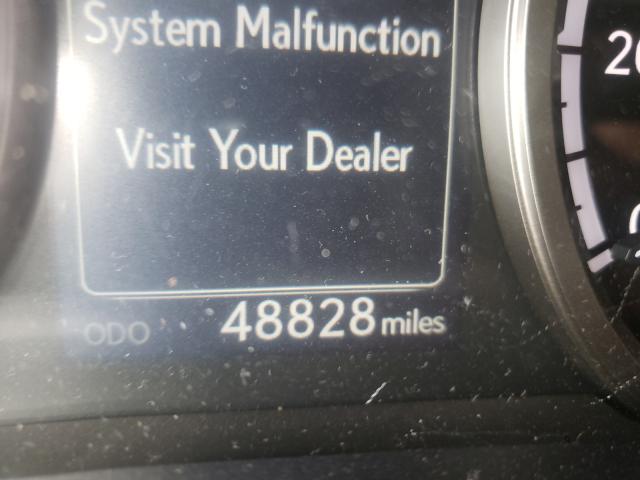 System Malfunction
Visit Your Dealer
ODO 48828 miles